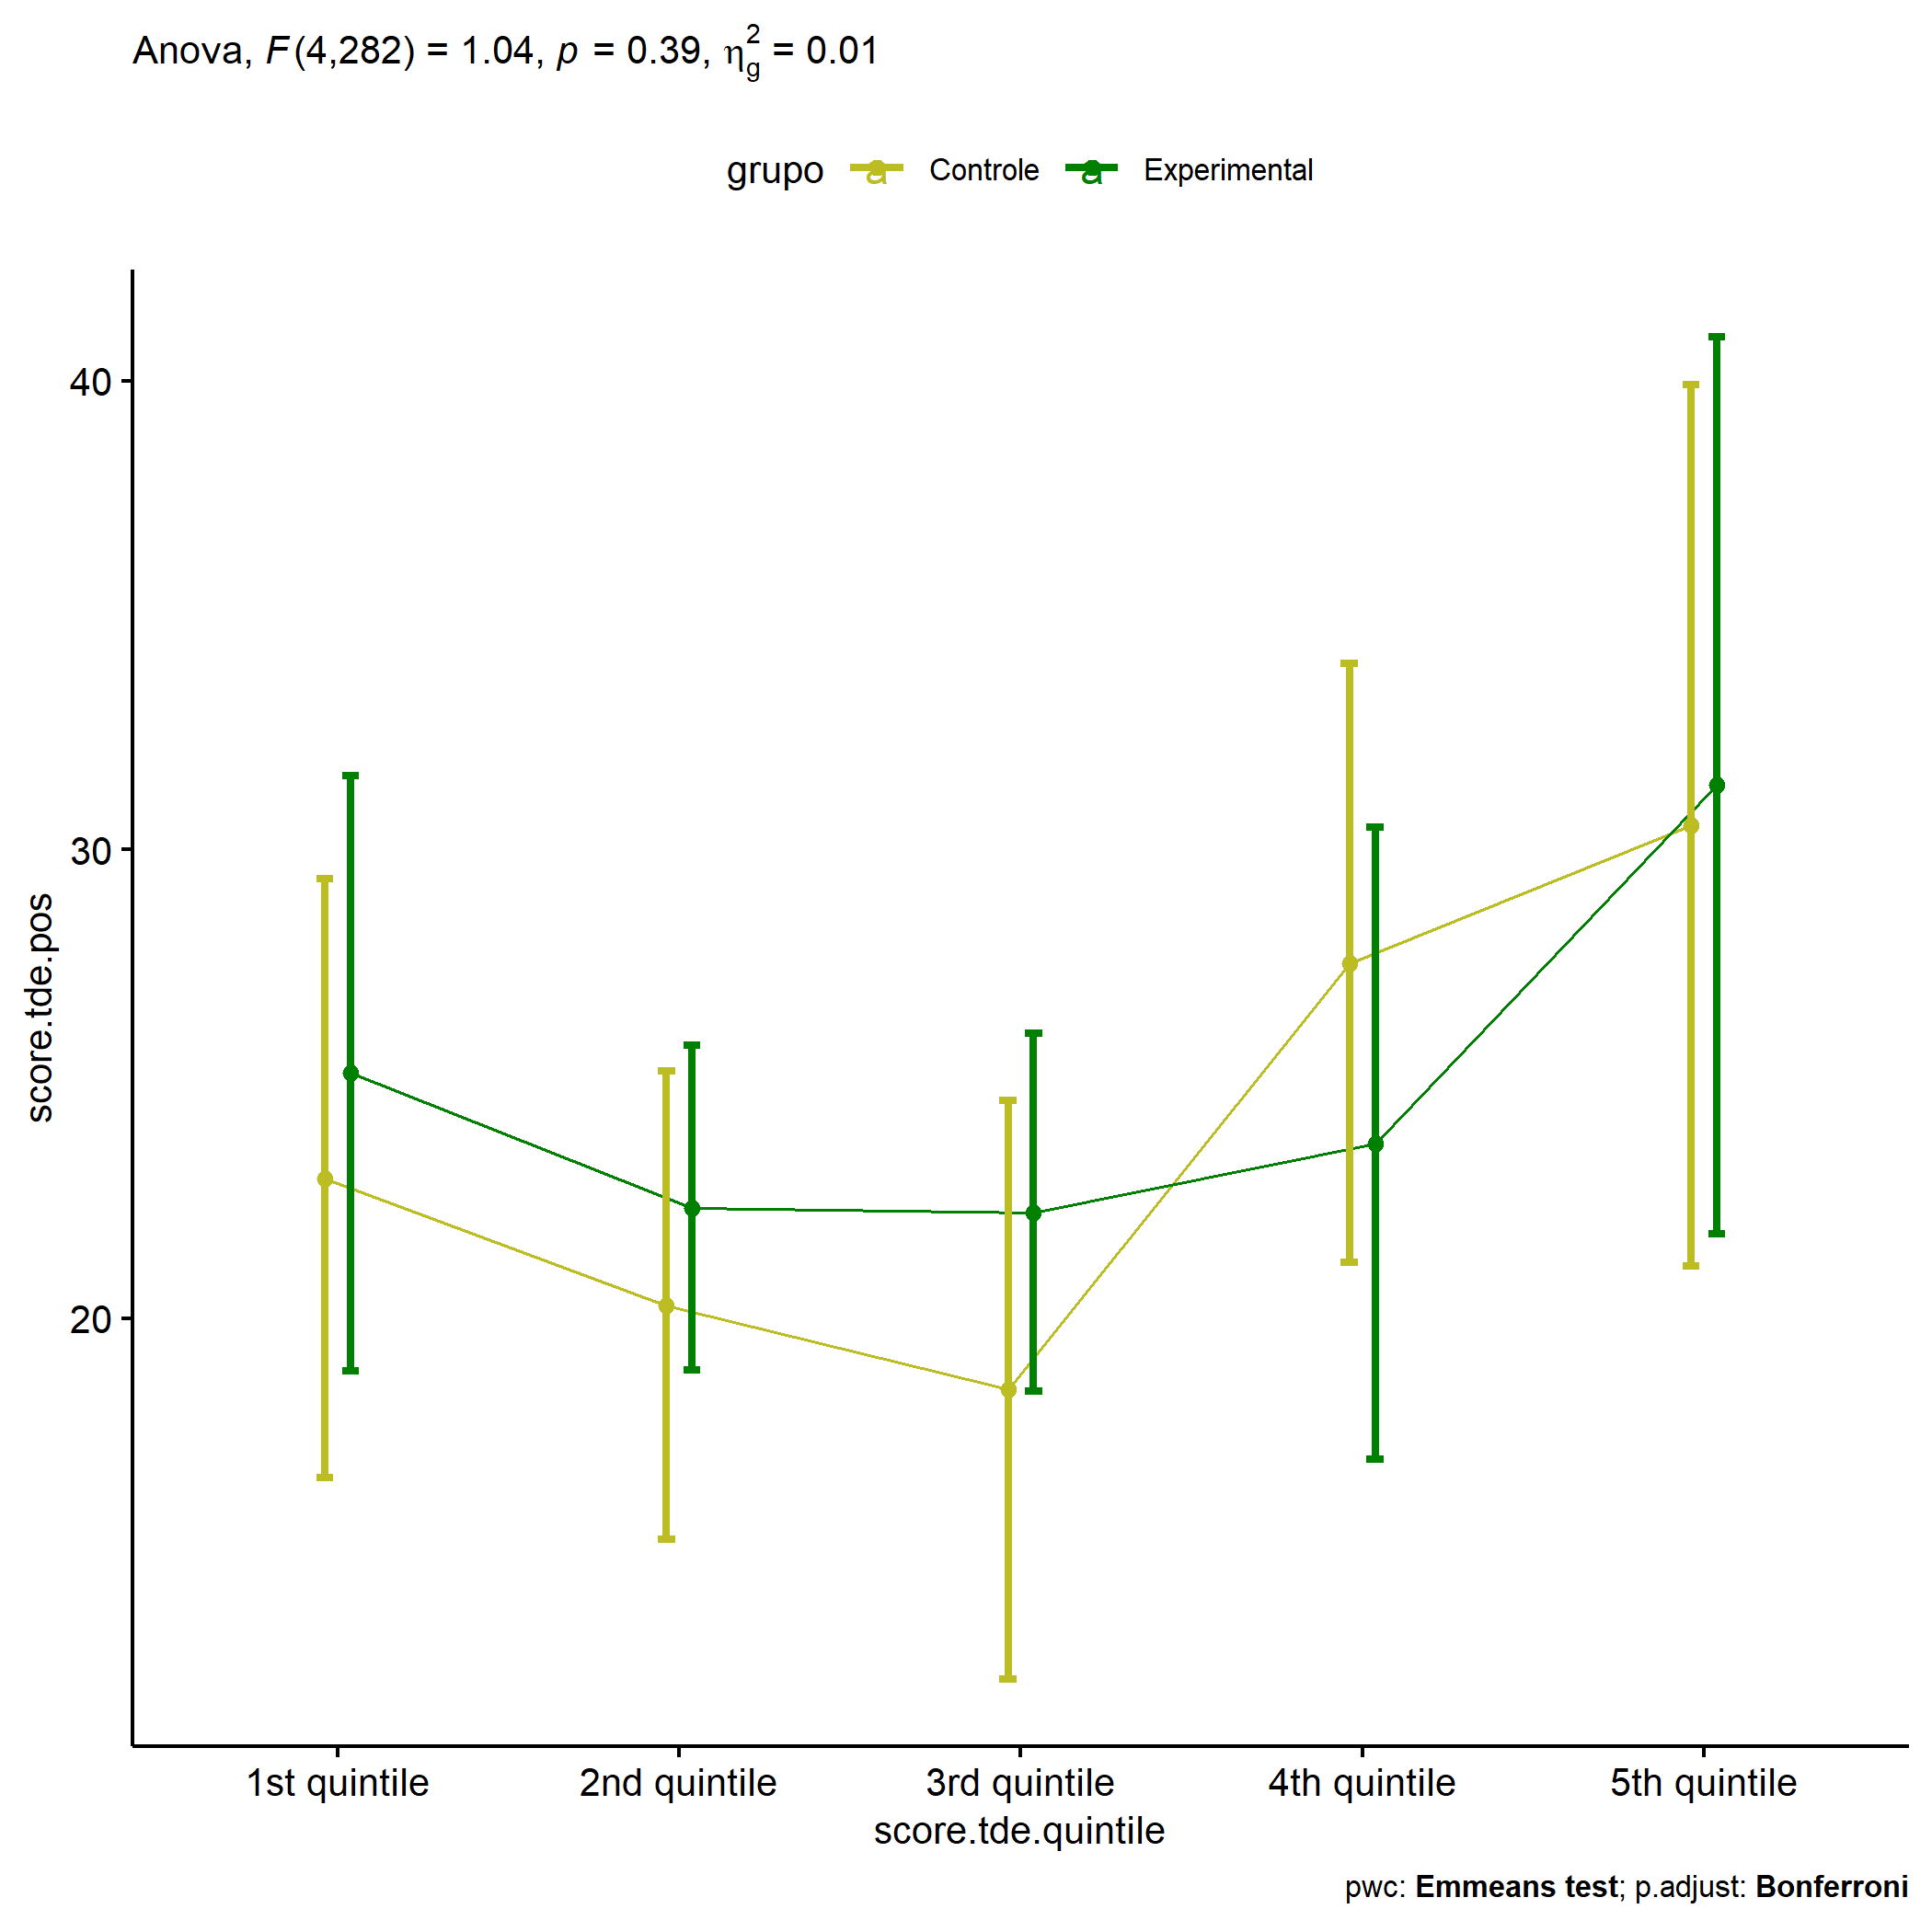 Anova, F(4,282) = 1.04, p = 0.39, η²g = 0.01
grupo a Controle a Experimental
40
30
20
score.tde.pos
1st quintile 2nd quintile 3rd quintile 4th quintile 5th quintile
score.tde.quintile
pwc: Emmeans test; p.adjust: Bonferroni